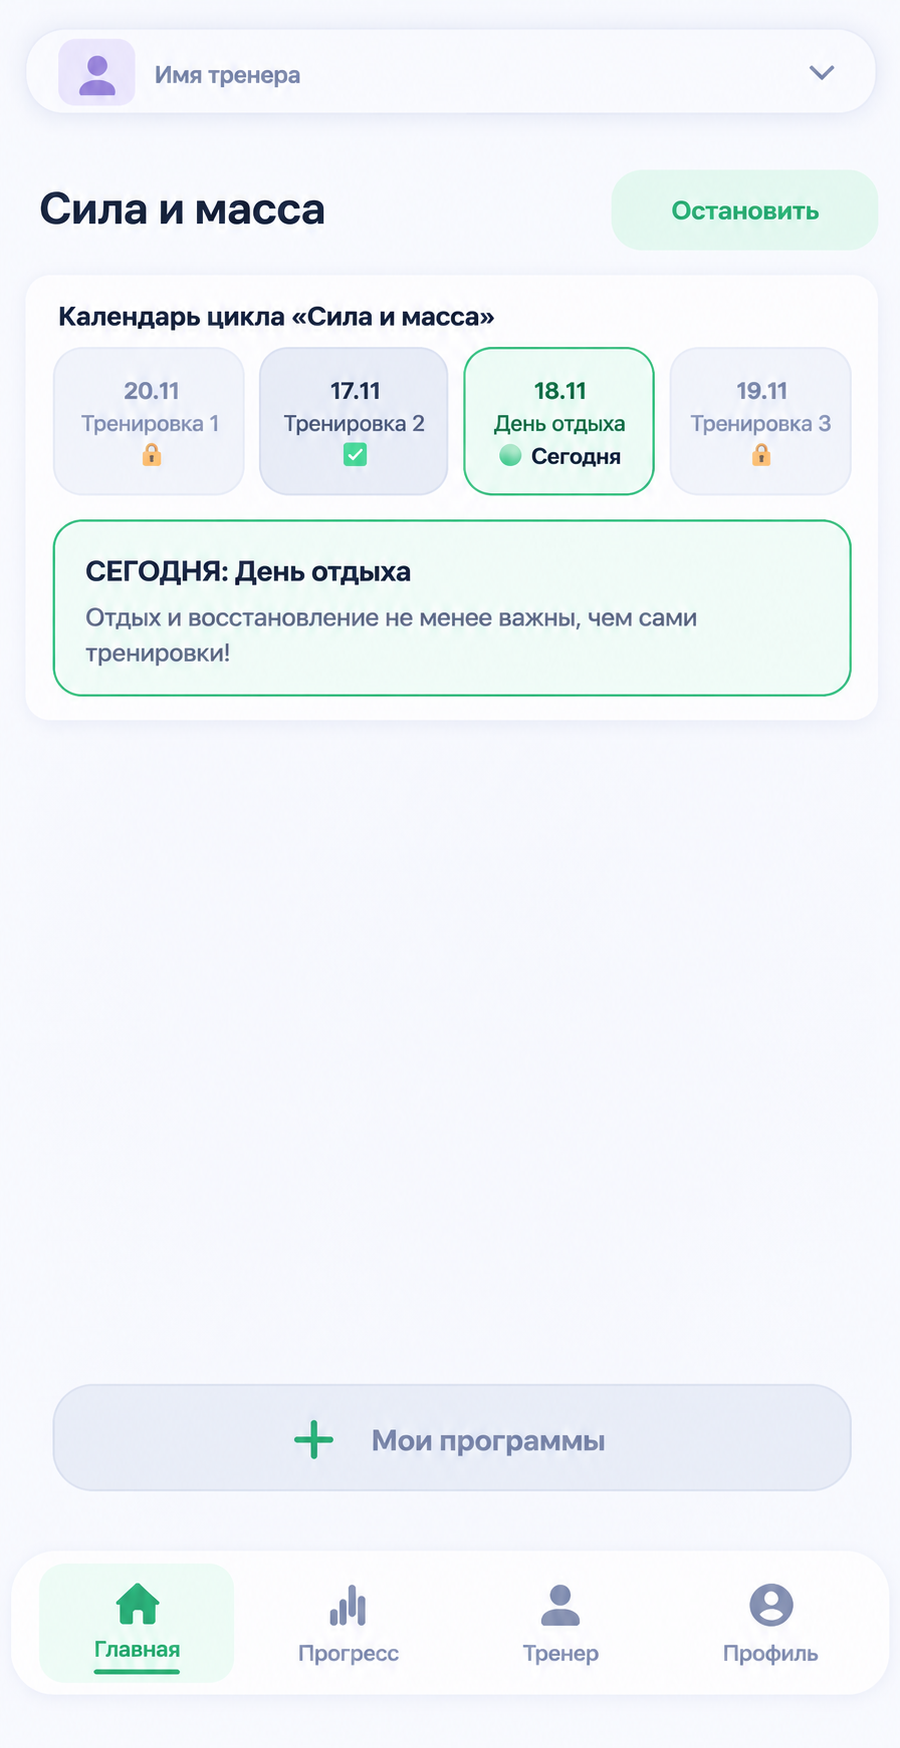 Имя тренера
Сила и масса
Остановить
Календарь цикла «Сила и масса»
20.11
Тренировка 1
17.11
Тренировка 2
18.11
День отдыха
Сегодня
19.11
Тренировка 3
СЕГОДНЯ: День отдыха
Отдых и восстановление не менее важны, чем сами
тренировки!
Мои программы
Главная
Прогресс
Тренер
Профиль